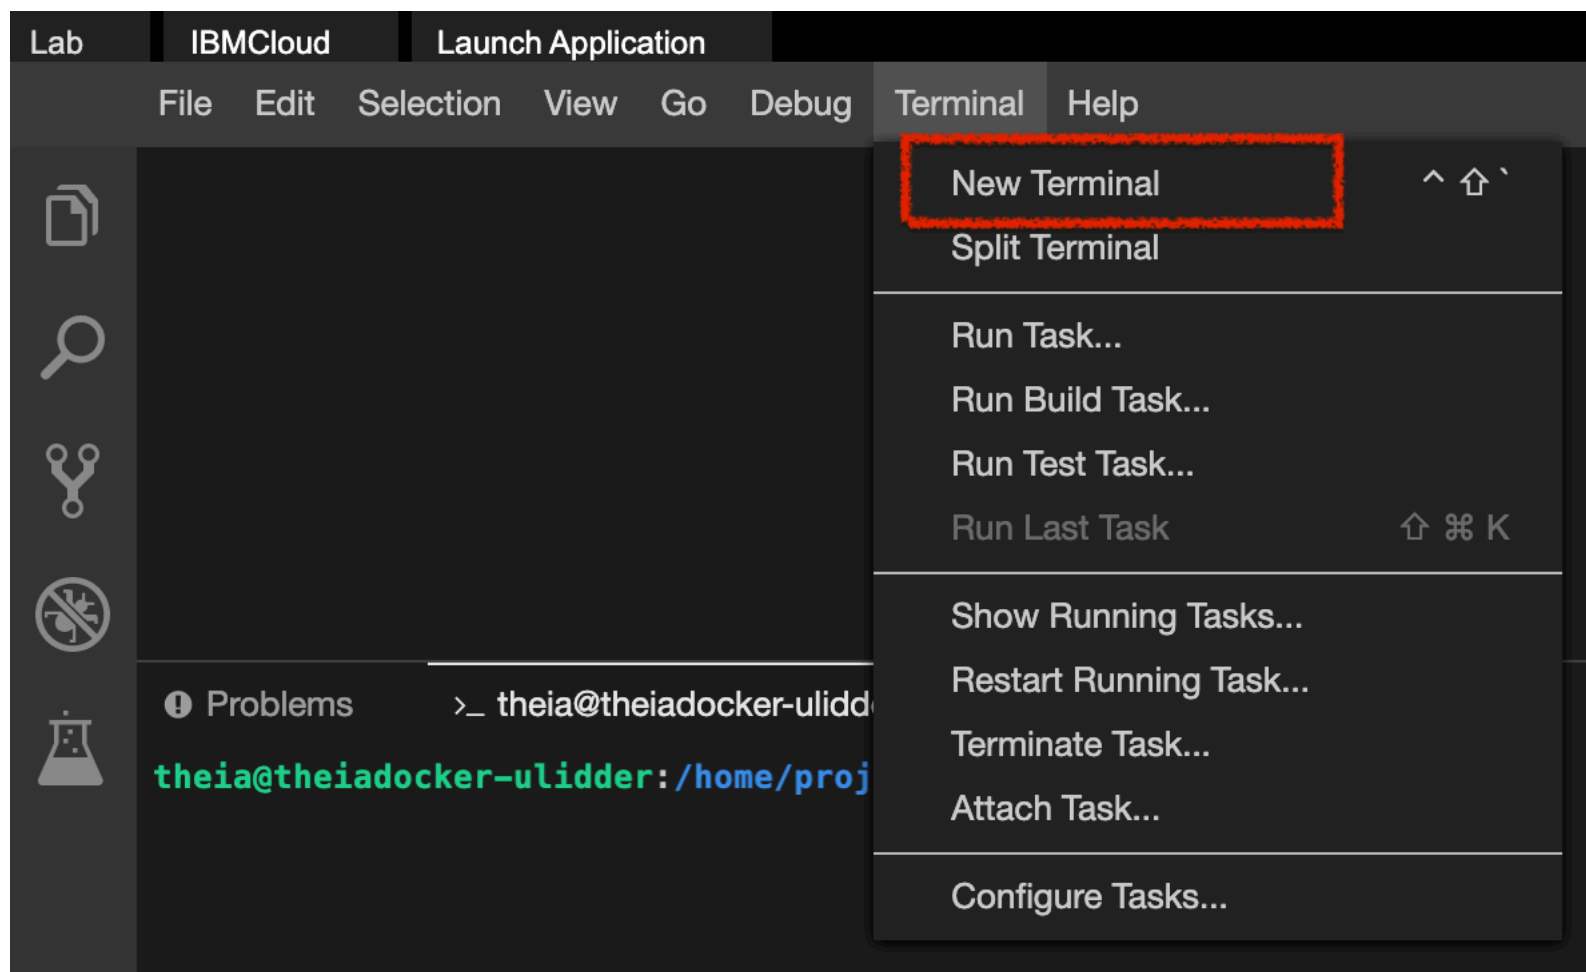 Lab IBMCloud Launch Application
File Edit Selection View Go Debug Terminal Help
New Terminal ^ ⇧ `
Split Terminal
Run Task...
Run Build Task...
Run Test Task...
Run Last Task ⇧ ⌘ K
Show Running Tasks...
Restart Running Task...
Terminate Task...
Attach Task...
Configure Tasks...
Problems >_ theia@theiadocker-ulidd
theia@theiadocker-ulidder:/home/proj